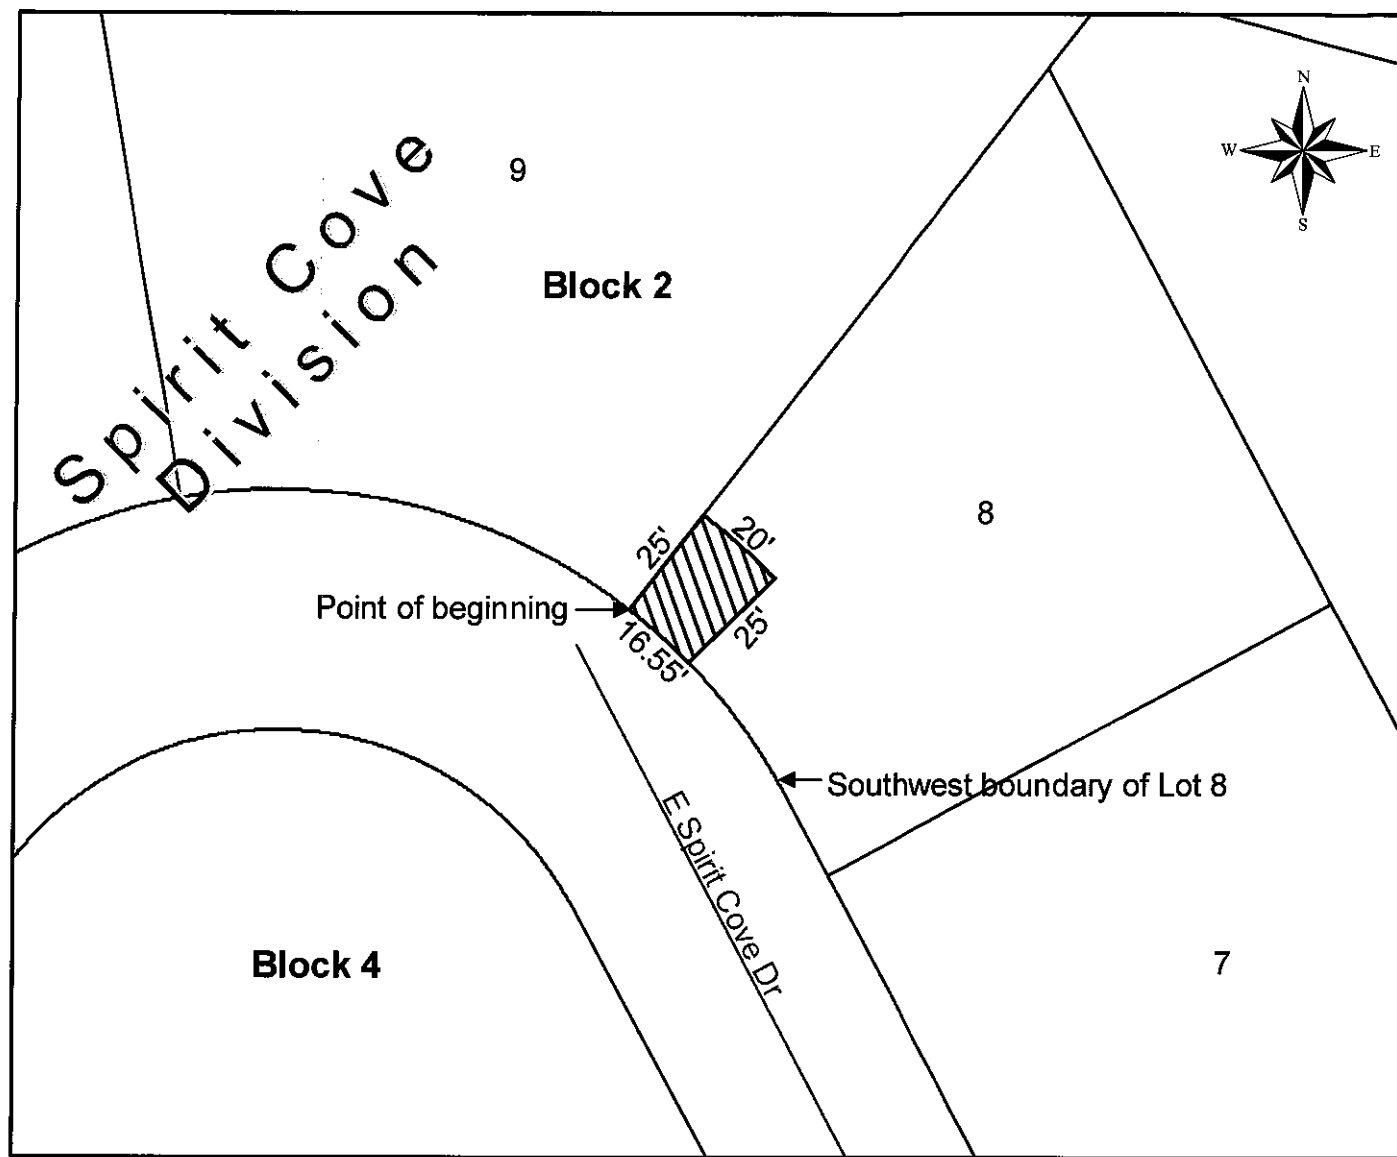 N
W E
S
9
Spirit Cove
Division
Block 2
8
25'
20'
Point of beginning
25'
16.55'
Southwest boundary of Lot 8
E Spirit Cove Dr
Block 4
7